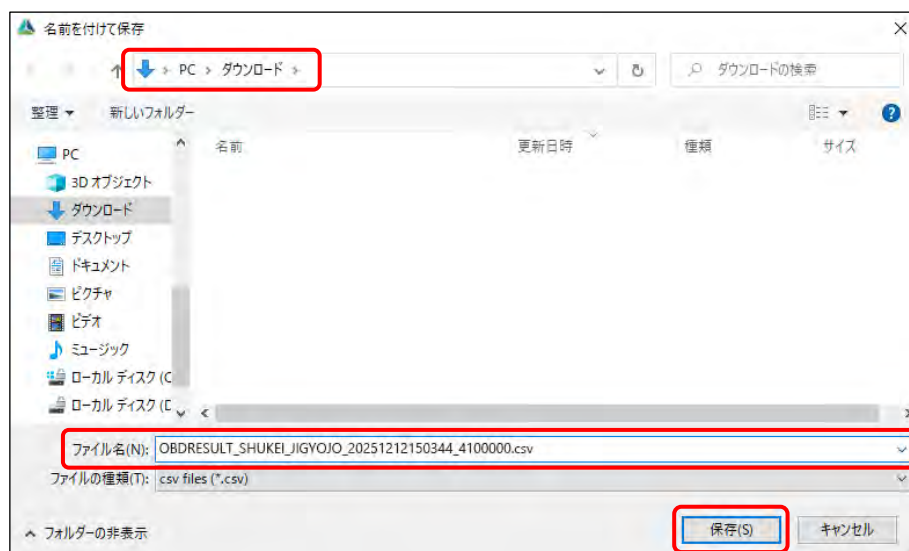 名前を付けて保存
PC > ダウンロード >
ダウンロードの検索
整理
新しいフォルダー
名前 更新日時 種類 サイズ
PC
3D オブジェクト
ダウンロード
デスクトップ
ドキュメント
ピクチャ
ビデオ
ミュージック
ローカル ディスク (C
ローカル ディスク (D
ファイル名(N): OBDRESULT_SHUKEI_JIGYOJO_20251212150344_4100000.csv
ファイルの種類(T): csv files (*.csv)
フォルダーの非表示
保存(S) キャンセル